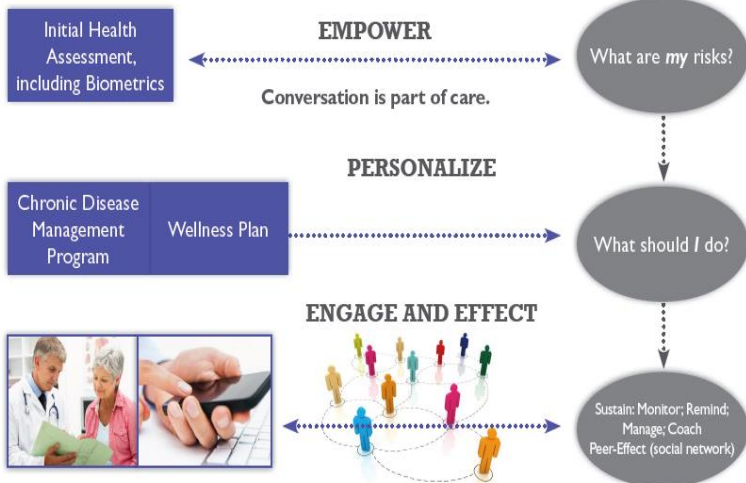 Initial Health
Assessment,
including Biometrics
EMPOWER
Conversation is part of care.
What are my risks?
PERSONALIZE
Chronic Disease
Management
Program
Wellness Plan
What should I do?
ENGAGE AND EFFECT
Sustain: Monitor; Remind;
Manage; Coach
Peer-Effect (social network)